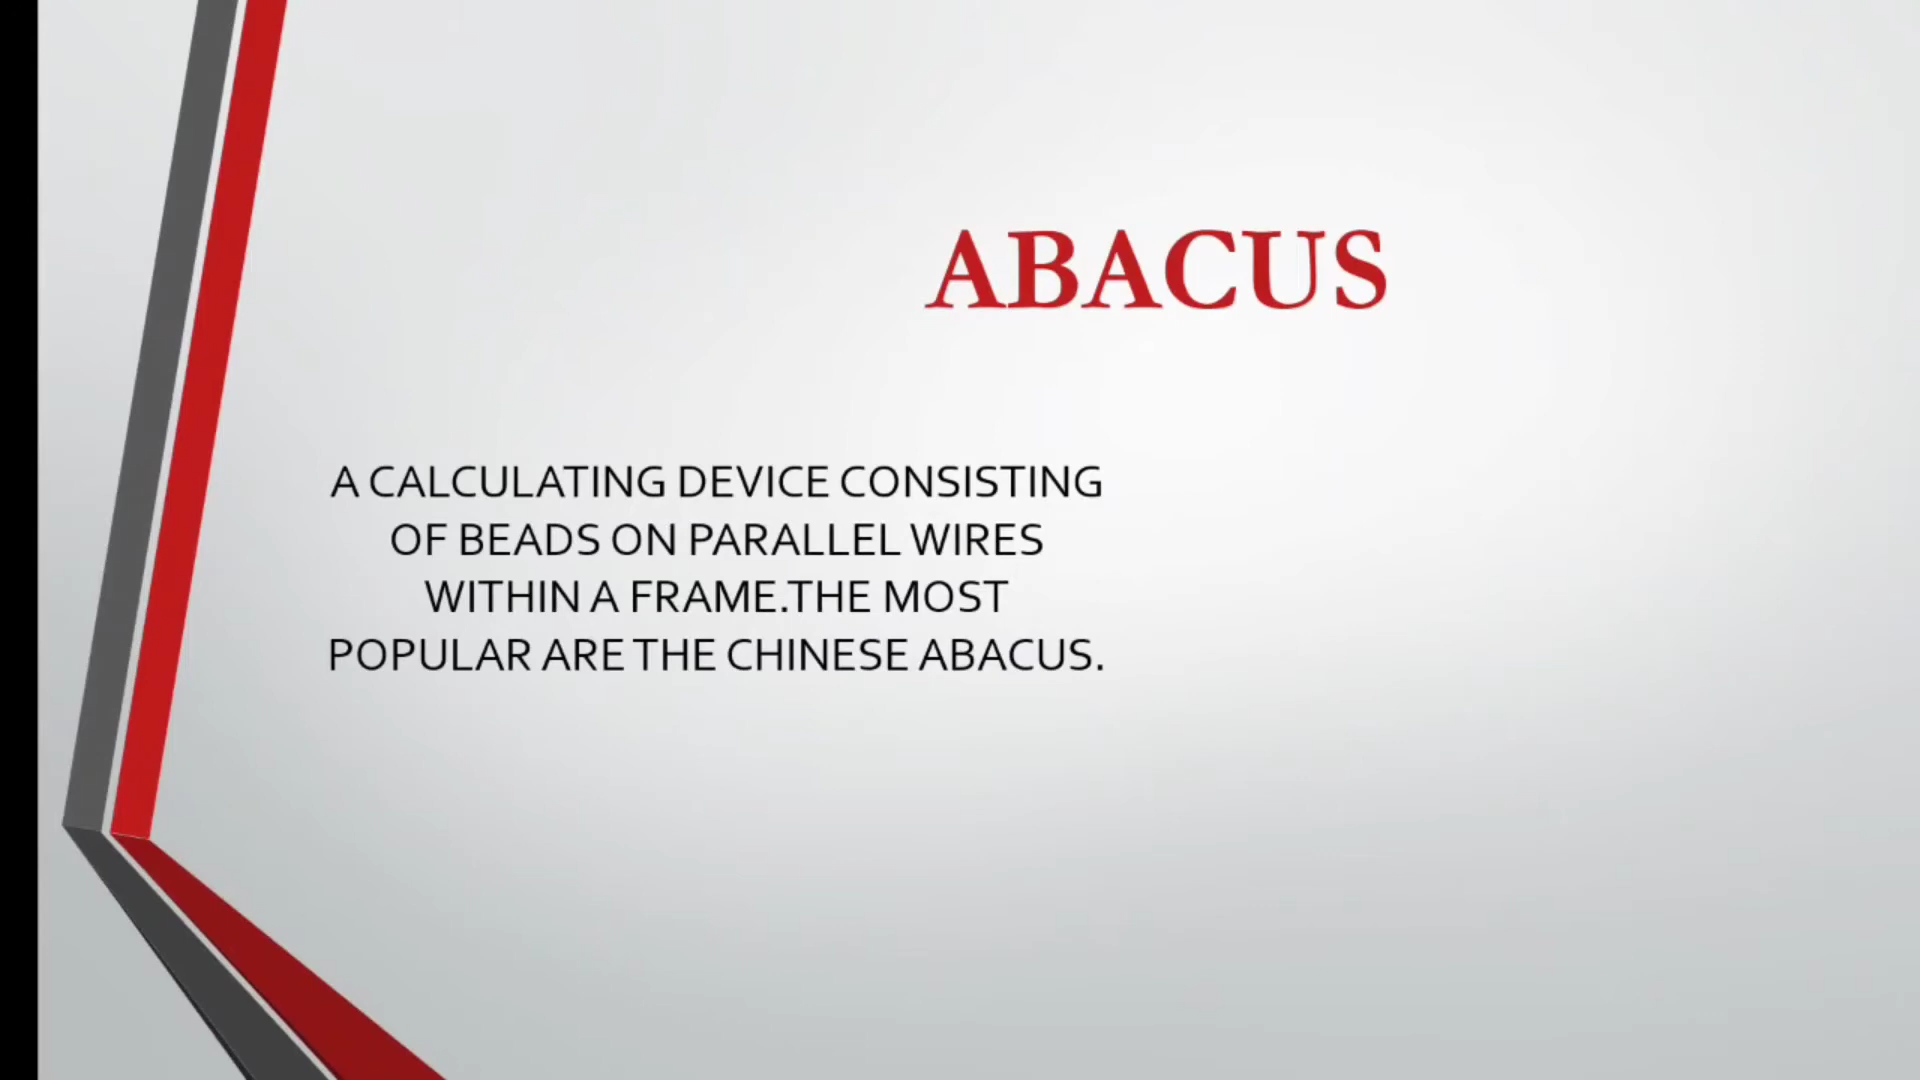 ABACUS
A CALCULATING DEVICE CONSISTING
OF BEADS ON PARALLEL WIRES
WITHIN A FRAME.THE MOST
POPULAR ARE THE CHINESE ABACUS.